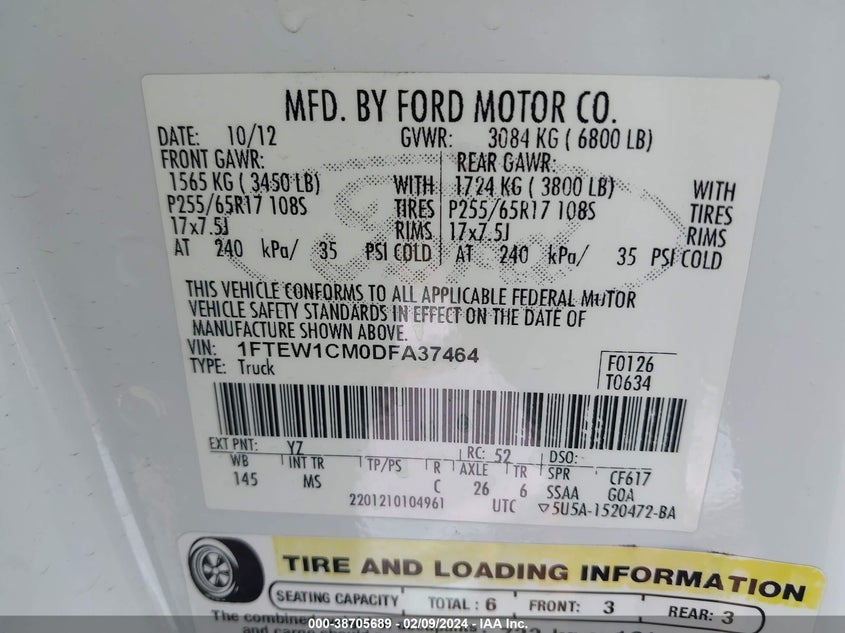 MFD. BY FORD MOTOR CO.
DATE: 10/12 GVWR: 3084 KG ( 6800 LB)
FRONT GAWR: REAR GAWR:
1565 KG ( 3450 LB) WITH 1724 KG ( 3800 LB) WITH
P255/65R17 108S TIRES P255/65R17 108S TIRES
17x7.5J RIMS 17x7.5J RIMS
AT 240 kPa/ 35 PSI COLD AT 240 kPa/ 35 PSI COLD
THIS VEHICLE CONFORMS TO ALL APPLICABLE FEDERAL MOTOR
VEHICLE SAFETY STANDARDS IN EFFECT ON THE DATE OF
MANUFACTURE SHOWN ABOVE.
VIN: 1FTEW1CM0DFA37464 F0126
TYPE: Truck T0634
EXT PNT: YZ RC: 52 DSO:
WB INT TR TP/PS R AXLE TR SPR CF617
145 MS C 26 6 SSAA GOA
2201210104961 UTC ▽5U5A-1520472-BA
TIRE AND LOADING INFORMATION
SEATING CAPACITY TOTAL : 6 FRONT: 3 REAR: 3
The combined
000-38705689 - 02/09/2024 - IAA, Inc.